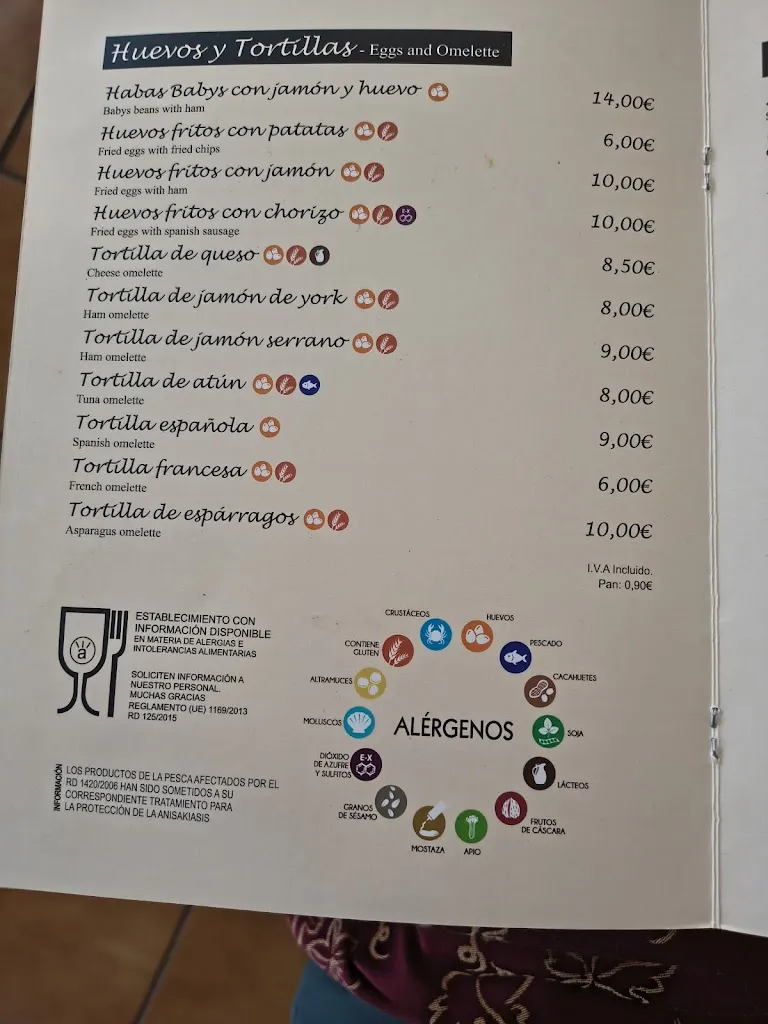 Huevos y Tortillas - Eggs and Omelette
Habas Babys con jamón y huevo 14,00€
Babys beans with ham
Huevos fritos con patatas 6,00€
Fried eggs with fried chips
Huevos fritos con jamón 10,00€
Fried eggs with ham
Huevos fritos con chorizo E-X 10,00€
Fried eggs with spanish sausage
Tortilla de queso 8,50€
Cheese omelette
Tortilla de jamón de york 8,00€
Ham omelette
Tortilla de jamón serrano 9,00€
Ham omelette
Tortilla de atún 8,00€
Tuna omelette
Tortilla española 9,00€
Spanish omelette
Tortilla francesa 6,00€
French omelette
Tortilla de espárragos 10,00€
Asparagus omelette
I.V.A Incluido.
Pan: 0,90€
a
ESTABLECIMIENTO CON
INFORMACIÓN DISPONIBLE
EN MATERIA DE ALERGIAS E
INTOLERANCIAS ALIMENTARIAS
SOLICITEN INFORMACIÓN A
NUESTRO PERSONAL.
MUCHAS GRACIAS
REGLAMENTO (UE) 1169/2013
RD 125/2015
INFORMACIÓN
LOS PRODUCTOS DE LA PESCA AFECTADOS POR EL
RD 1420/2006 HAN SIDO SOMETIDOS A SU
CORRESPONDIENTE TRATAMIENTO PARA
LA PROTECCIÓN DE LA ANISAKIASIS
ALÉRGENOS
CRUSTÁCEOS
HUEVOS
PESCADO
CACAHUETES
SOJA
LÁCTEOS
FRUTOS
DE CÁSCARA
APIO
MOSTAZA
GRANOS
DE SÉSAMO
DIÓXIDO
DE AZUFRE
Y SULFITOS
E-X
MOLUSCOS
ALTRAMUCES
CONTIENE
GLUTEN